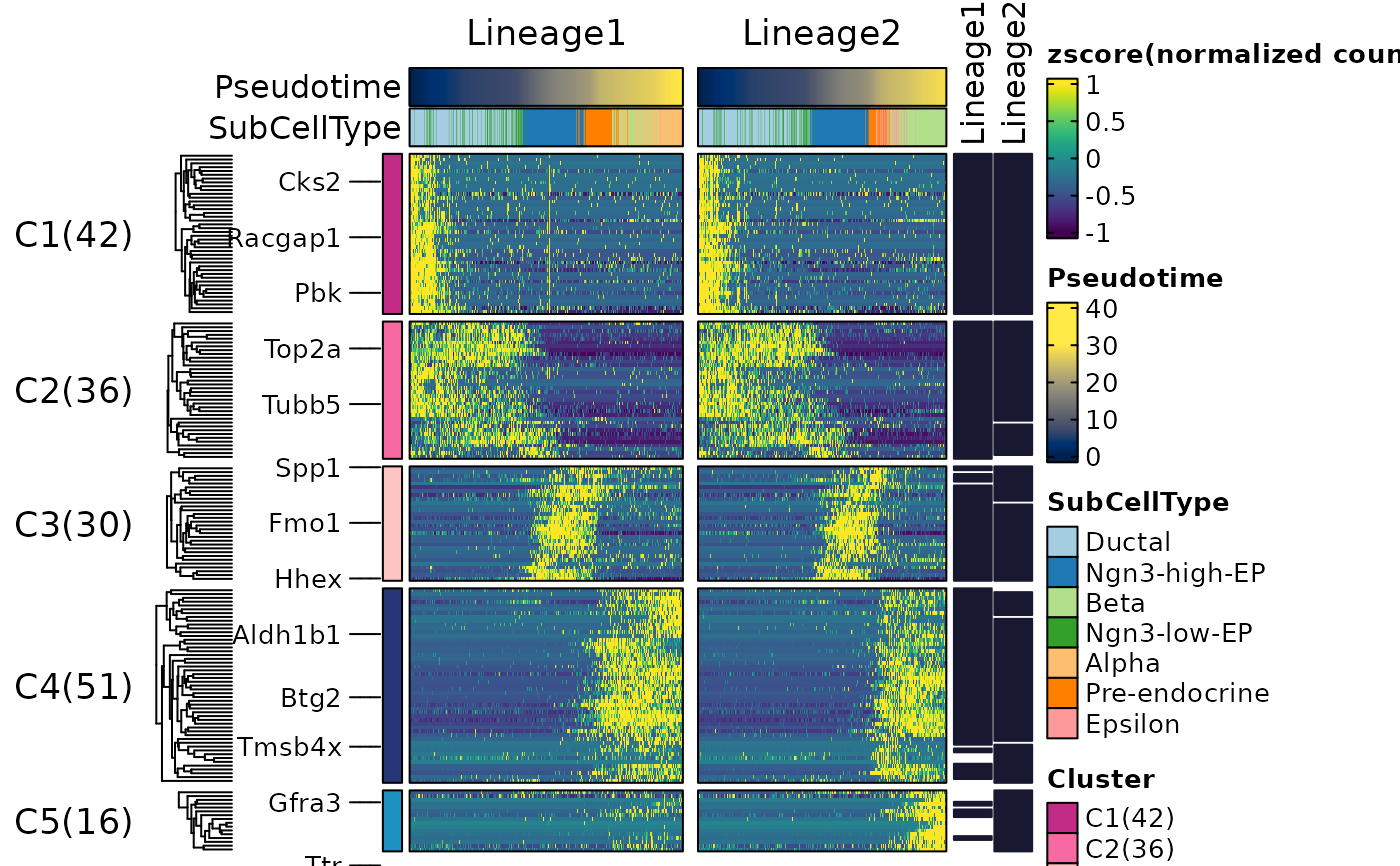 Lineage1
Lineage2
Lineage1
Lineage2
Pseudotime
SubCellType
C1(42)
Cks2
Racgap1
Pbk
C2(36)
Top2a
Tubb5
C3(30)
Spp1
Fmo1
Hhex
C4(51)
Aldh1b1
Btg2
Tmsb4x
C5(16)
Gfra3
Ttr
zscore(normalized coun
1
0.5
0
-0.5
-1
Pseudotime
40
30
20
10
0
SubCellType
Ductal
Ngn3-high-EP
Beta
Ngn3-low-EP
Alpha
Pre-endocrine
Epsilon
Cluster
C1(42)
C2(36)